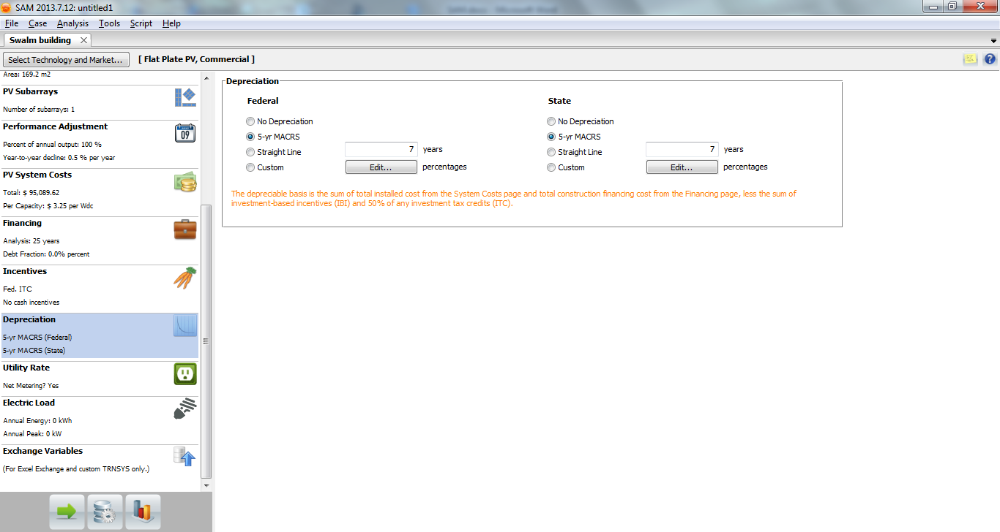 SAM 2013.7.12: untitled1
File Case Analysis Tools Script Help
Swalm building
Select Technology and Market... [ Flat Plate PV, Commercial ]
Area: 169.2 m2
PV Subarrays
Number of subarrays: 1
Performance Adjustment
09
Percent of annual output: 100 %
Year-to-year decline: 0.5 % per year
PV System Costs
Total: $ 95,089.62
Per Capacity: $ 3.25 per Wdc
Financing
Analysis: 25 years
Debt Fraction: 0.0% percent
Incentives
Fed. ITC
No cash incentives
Depreciation
5-yr MACRS (Federal)
5-yr MACRS (State)
Utility Rate
Net Metering? Yes
Electric Load
Annual Energy: 0 kWh
Annual Peak: 0 kW
Exchange Variables
(For Excel Exchange and custom TRNSYS only.)
Depreciation
Federal
No Depreciation
5-yr MACRS
Straight Line 7 years
Custom Edit... percentages
State
No Depreciation
5-yr MACRS
Straight Line 7 years
Custom Edit... percentages
The depreciable basis is the sum of total installed cost from the System Costs page and total construction financing cost from the Financing page, less the sum of
investment-based incentives (IBI) and 50% of any investment tax credits (ITC).